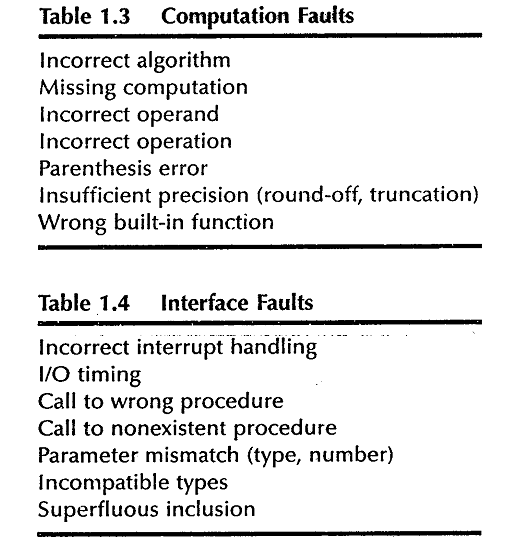 Table 1.3 Computation Faults
Incorrect algorithm
Missing computation
Incorrect operand
Incorrect operation
Parenthesis error
Insufficient precision (round-off, truncation)
Wrong built-in function
Table 1.4 Interface Faults
Incorrect interrupt handling
I/O timing
Call to wrong procedure
Call to nonexistent procedure
Parameter mismatch (type, number)
Incompatible types
Superfluous inclusion